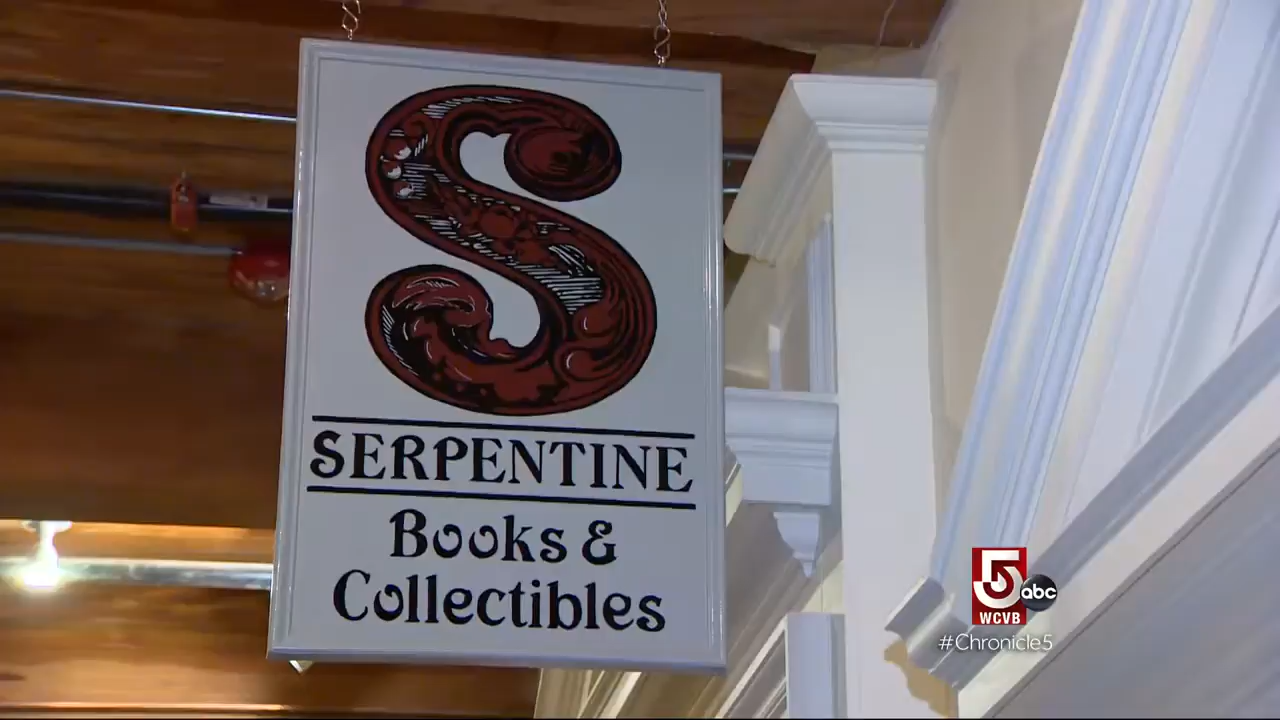 S
SERPENTINE
Books &
Collectibles
5
abc
WCVB
#Chronicle5